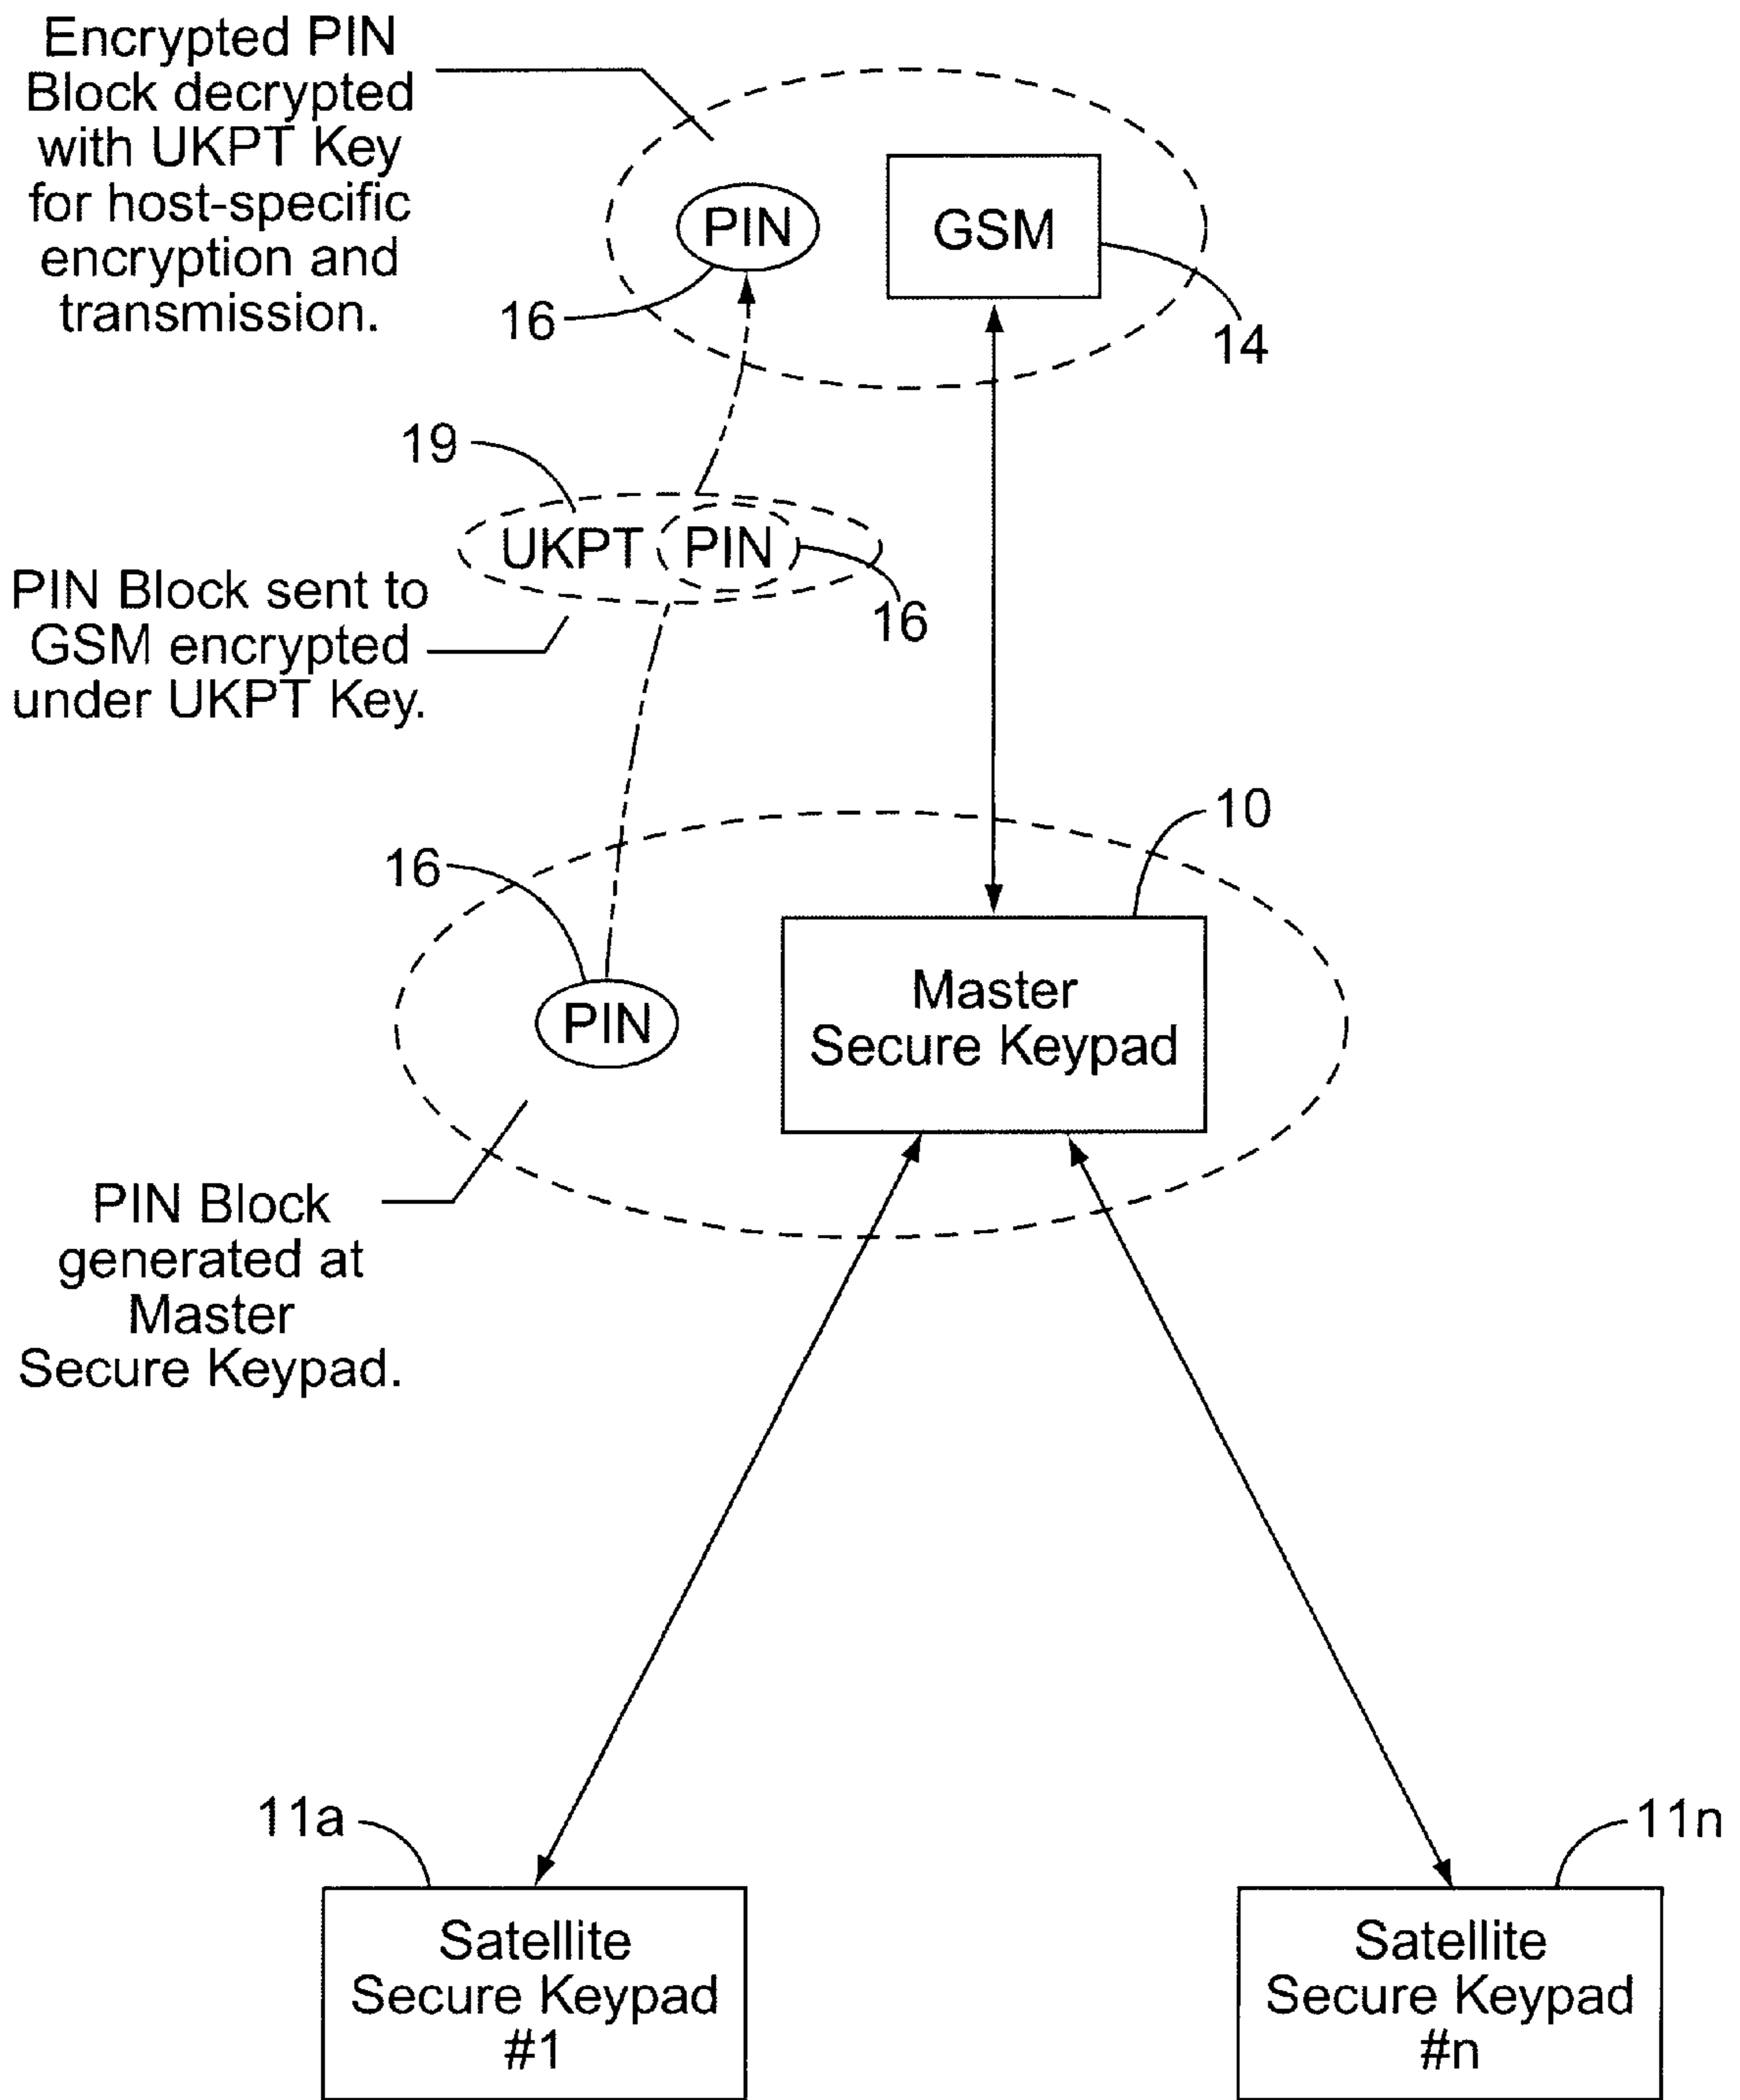 Encrypted PIN
Block decrypted
with UKPT Key
for host-specific
encryption and
transmission.
PIN
GSM
16
14
19
UKPT PIN
16
PIN Block sent to
GSM encrypted
under UKPT Key.
10
16
Master
Secure Keypad
PIN
PIN Block
generated at
Master
Secure Keypad.
11a
11n
Satellite
Secure Keypad
#1
Satellite
Secure Keypad
#n